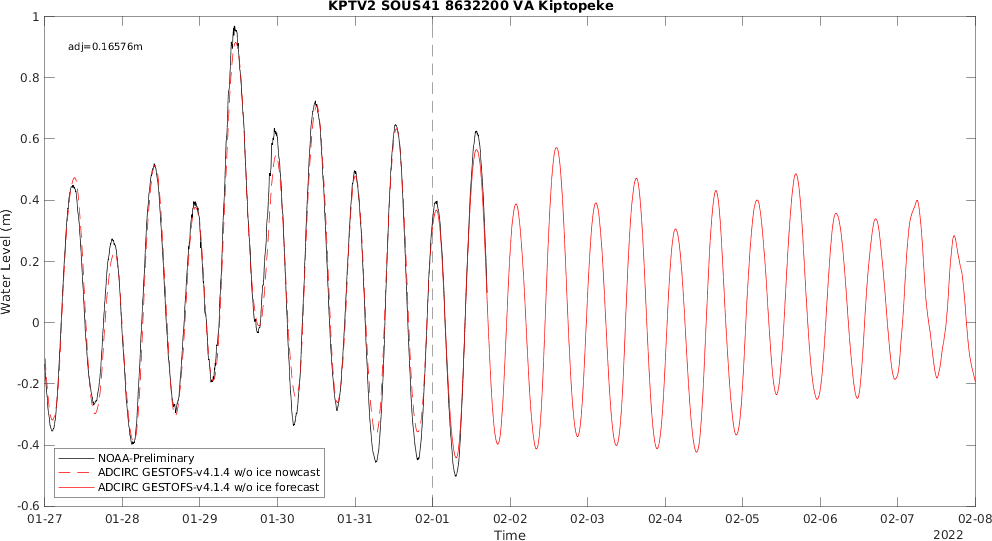 KPTV2 SOUS41 8632200 VA Kiptopeke
adj=0.16576m
Water Level (m)
1
0.8
0.6
0.4
0.2
0
-0.2
-0.4
-0.6
NOAA-Preliminary
ADCIRC GESTOFS-v4.1.4 w/o ice nowcast
ADCIRC GESTOFS-v4.1.4 w/o ice forecast
01-27 01-28 01-29 01-30 01-31 02-01 02-02 02-03 02-04 02-05 02-06 02-07 02-08
Time
2022